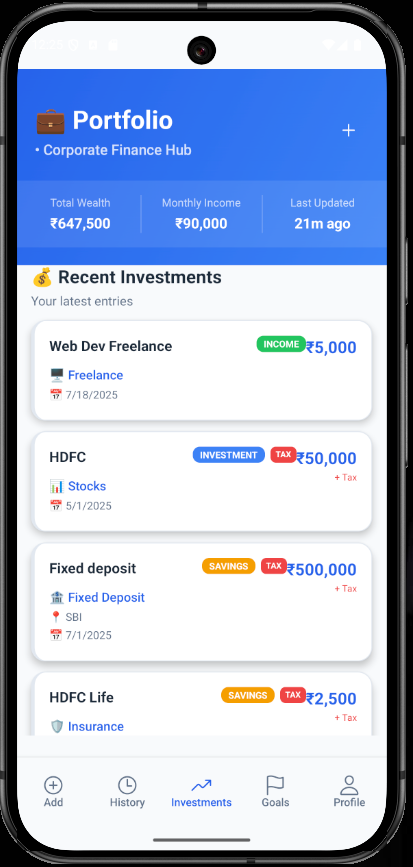 Portfolio
• Corporate Finance Hub
Total Wealth Monthly Income Last Updated
₹647,500 ₹90,000 21m ago
Recent Investments
Your latest entries
Web Dev Freelance INCOME ₹5,000
Freelance
7/18/2025
HDFC INVESTMENT TAX ₹50,000
Stocks + Tax
5/1/2025
Fixed deposit SAVINGS TAX ₹500,000
Fixed Deposit + Tax
SBI
7/1/2025
HDFC Life SAVINGS TAX ₹2,500
Insurance + Tax
Add History Investments Goals Profile